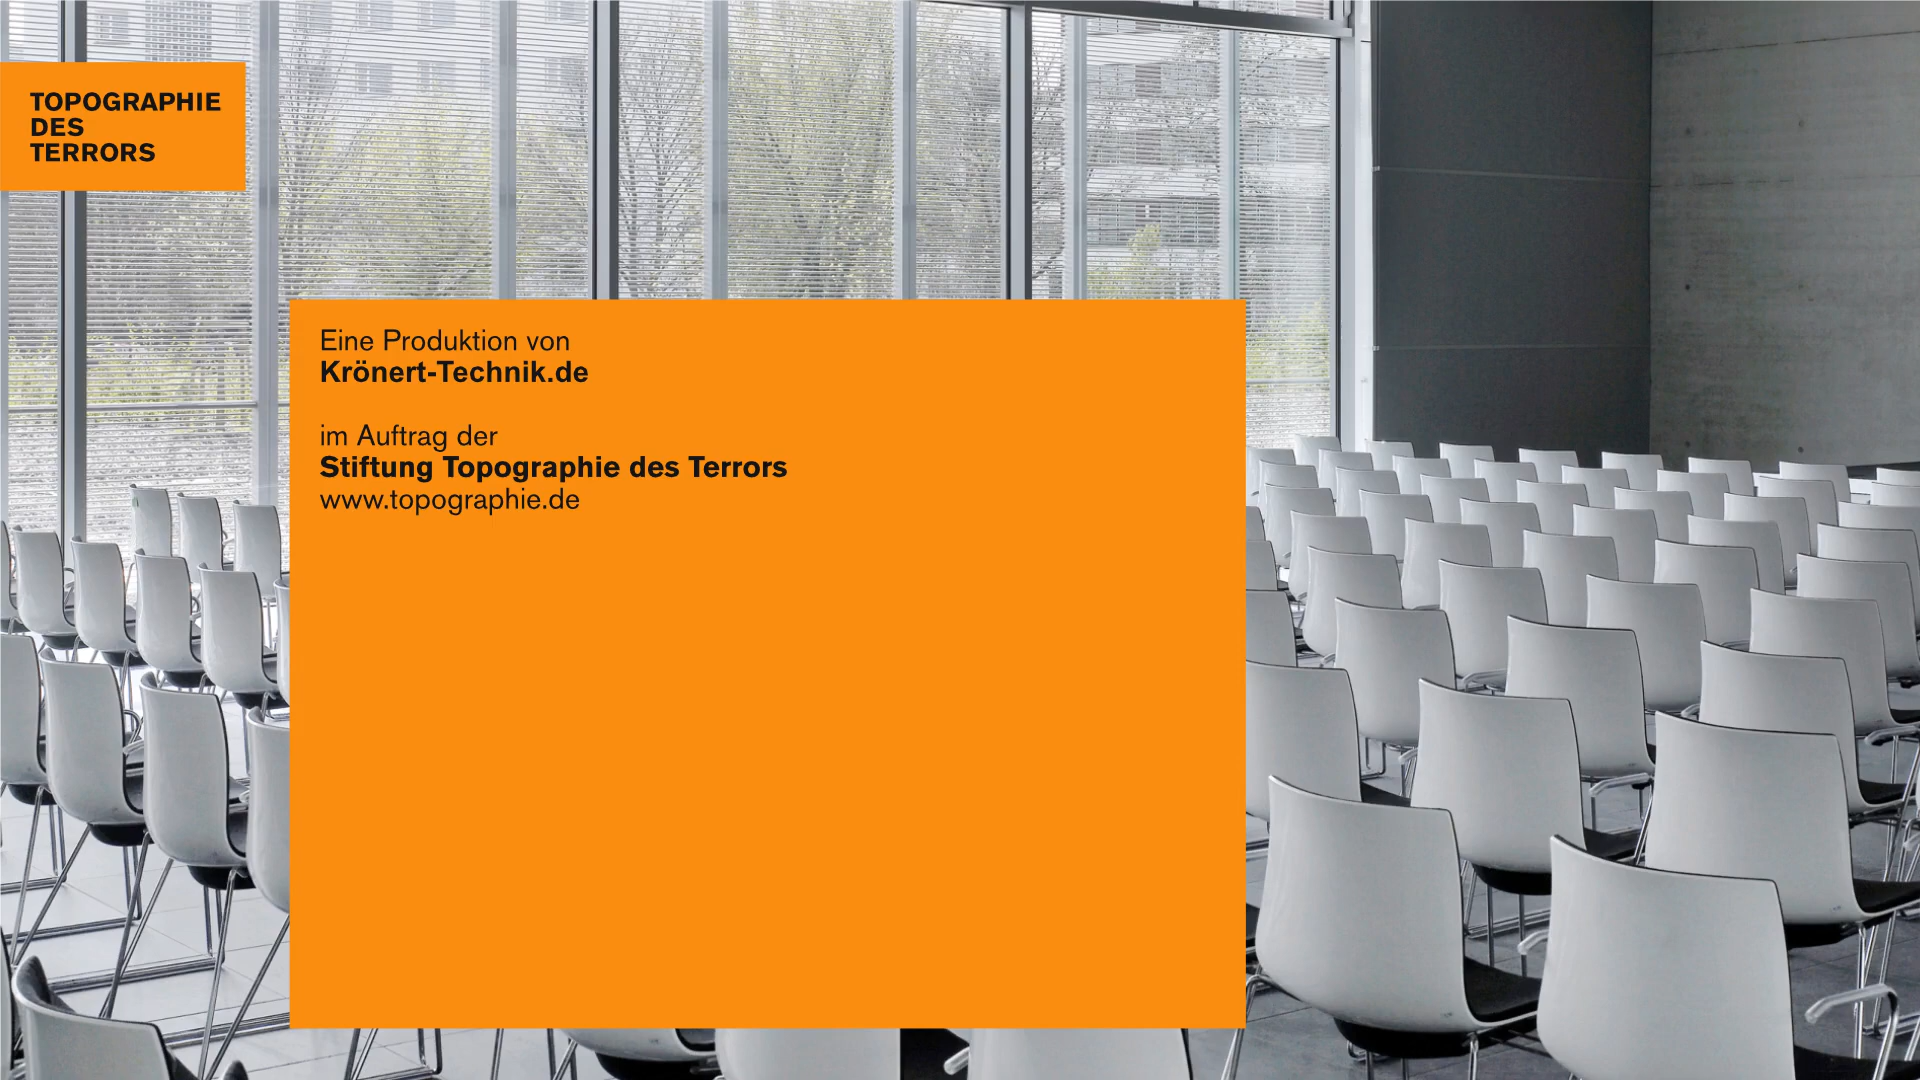 TOPOGRAPHIE
DES
TERRORS
Eine Produktion von
Krönert-Technik.de
im Auftrag der
Stiftung Topographie des Terrors
www.topographie.de